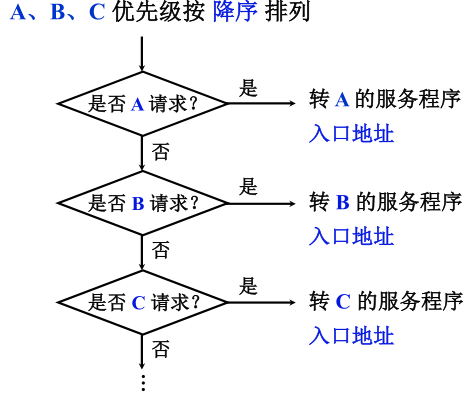 A、B、C 优先级按 降序 排列
是否 A 请求?
是
转 A 的服务程序
入口地址
否
是否 B 请求?
是
转 B 的服务程序
入口地址
否
是否 C 请求?
是
转 C 的服务程序
入口地址
否
…